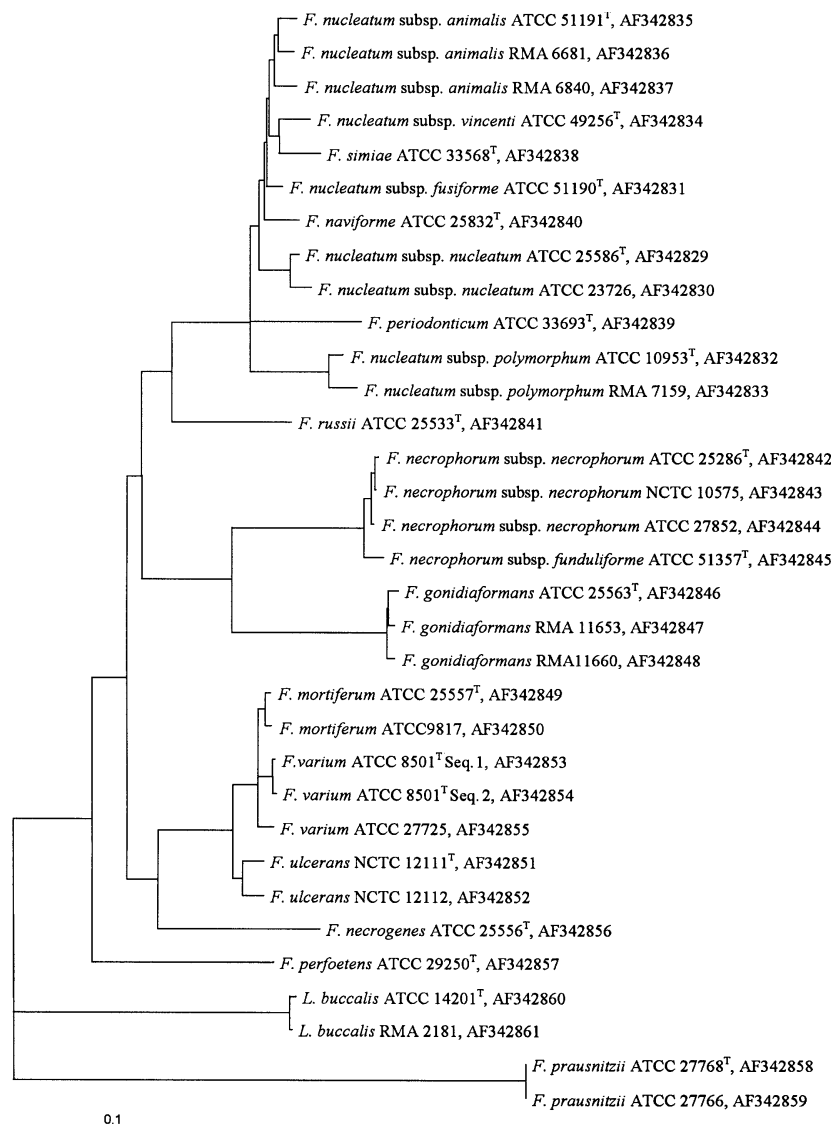 F. nucleatum subsp. animalis ATCC 51191T, AF342835
F. nucleatum subsp. animalis RMA 6681, AF342836
F. nucleatum subsp. animalis RMA 6840, AF342837
F. nucleatum subsp. vincenti ATCC 49256T, AF342834
F. simiae ATCC 33568T, AF342838
F. nucleatum subsp. fusiforme ATCC 51190T, AF342831
F. naviforme ATCC 25832T, AF342840
F. nucleatum subsp. nucleatum ATCC 25586T, AF342829
F. nucleatum subsp. nucleatum ATCC 23726, AF342830
F. periodonticum ATCC 33693T, AF342839
F. nucleatum subsp. polymorphum ATCC 10953T, AF342832
F. nucleatum subsp. polymorphum RMA 7159, AF342833
F. russii ATCC 25533T, AF342841
F. necrophorum subsp. necrophorum ATCC 25286T, AF342842
F. necrophorum subsp. necrophorum NCTC 10575, AF342843
F. necrophorum subsp. necrophorum ATCC 27852, AF342844
F. necrophorum subsp. funduliforme ATCC 51357T, AF342845
F. gonidiaformans ATCC 25563T, AF342846
F. gonidiaformans RMA 11653, AF342847
F. gonidiaformans RMA11660, AF342848
F. mortiferum ATCC 25557T, AF342849
F. mortiferum ATCC9817, AF342850
F.varium ATCC 8501T Seq. 1, AF342853
F. varium ATCC 8501T Seq. 2, AF342854
F. varium ATCC 27725, AF342855
F. ulcerans NCTC 12111T, AF342851
F. ulcerans NCTC 12112, AF342852
F. necrogenes ATCC 25556T, AF342856
F. perfoetens ATCC 29250T, AF342857
L. buccalis ATCC 14201T, AF342860
L. buccalis RMA 2181, AF342861
F. prausnitzii ATCC 27768T, AF342858
F. prausnitzii ATCC 27766, AF342859
0.1